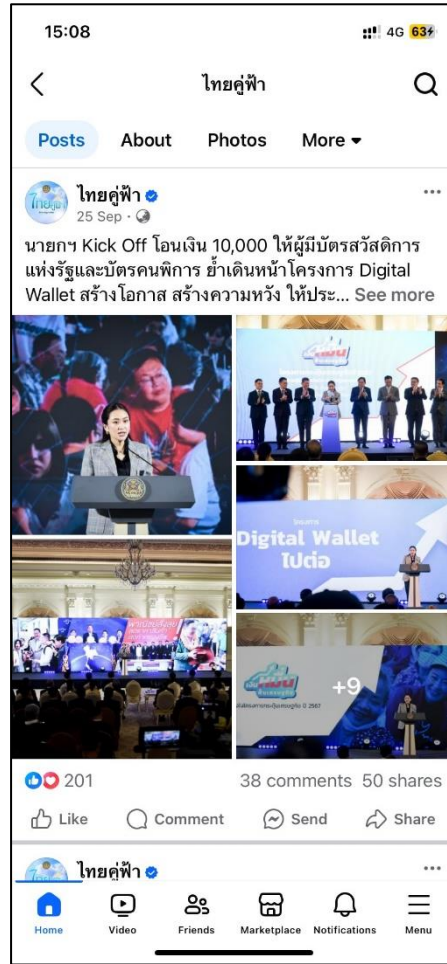 15:08
4G 63
ไทยคู่ฟ้า
Posts About Photos More
ไทยคู่ฟ้า
25 Sep
นายกฯ Kick Off โอนเงิน 10,000 ให้ผู้มีบัตรสวัสดิการ
แห่งรัฐและบัตรคนพิการ ย้ำเดินหน้าโครงการ Digital
Wallet สร้างโอกาส สร้างความหวัง ให้ประ... See more
โครงการ
Digital Wallet
ไปต่อ
+9
201
38 comments 50 shares
Like Comment Send Share
ไทยคู่ฟ้า
Home Video Friends Marketplace Notifications Menu